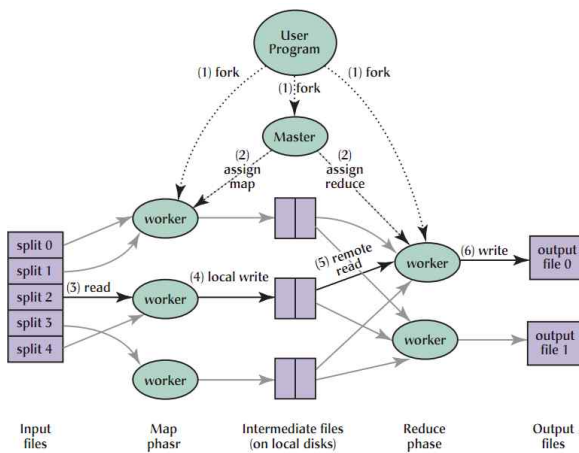 User
Program
(1) fork
(1) fork
(1) fork
Master
(2)
assign
map
(2)
assign
reduce
worker
split 0
split 1
split 2
split 3
split 4
(3) read
worker
(4) local write
(5) remote
read
worker
(6) write
output
file 0
worker
worker
output
file 1
Input
files
Map
phasr
Intermediate files
(on local disks)
Reduce
phase
Output
files